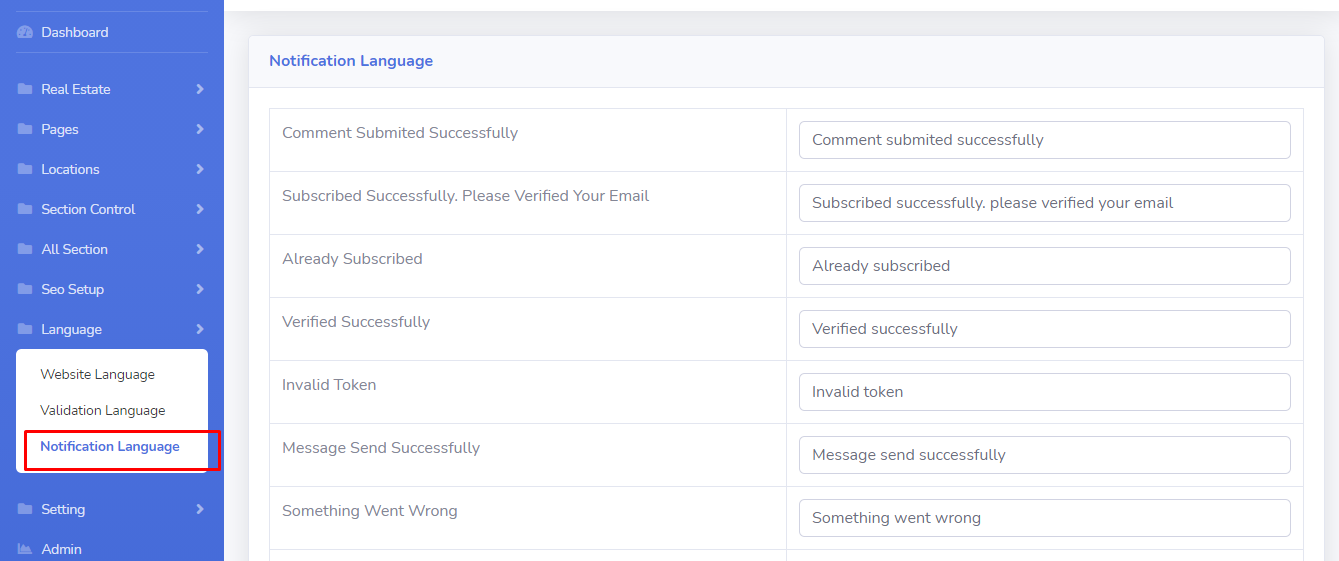 Dashboard
Real Estate
Pages
Locations
Section Control
All Section
Seo Setup
Language
Website Language
Validation Language
Notification Language
Setting
Admin
Notification Language
Comment Submited Successfully
Comment submited successfully
Subscribed Successfully. Please Verified Your Email
Subscribed successfully. please verified your email
Already Subscribed
Already subscribed
Verified Successfully
Verified successfully
Invalid Token
Invalid token
Message Send Successfully
Message send successfully
Something Went Wrong
Something went wrong